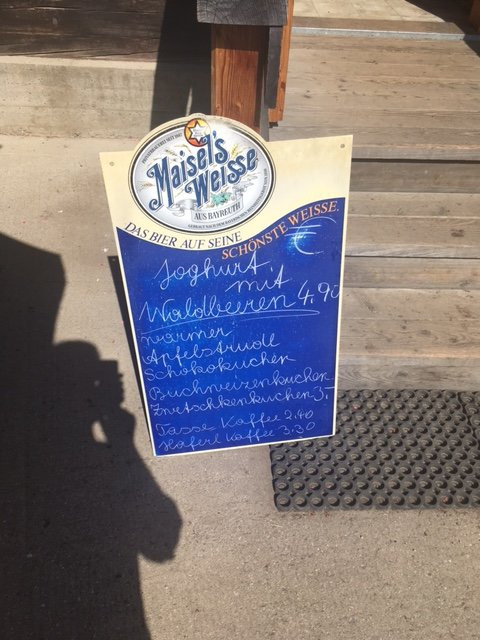 Maisel's
Weisse
AUS BAYREUTH
DAS BIER AUF SEINE
SCHÖNSTE WEISSE.
€
Joghurt
mit
Waldbeeren 4,90
warmer
Apfelstrudl
Schokokuchen
Buchweizenkuchen
Zwetschkenkuchen 3,-
Tasse Kaffee 2.40
Haferl Kaffee 3.30